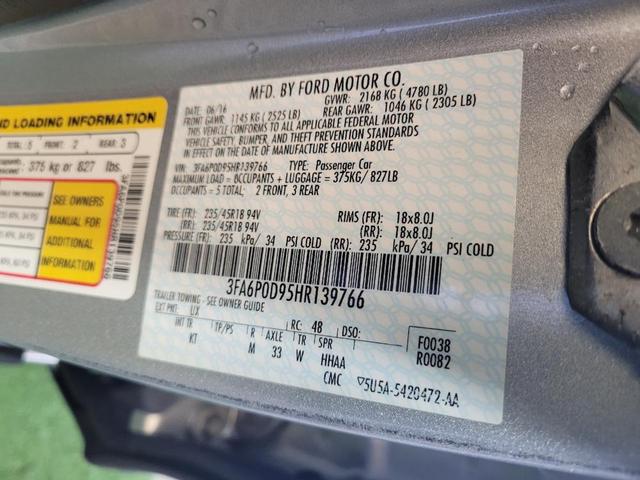 ND LOADING INFORMATION
TOTAL : 5 FRONT : 2 REAR : 3
375 kg or 827 lbs.
SEE OWNERS
MANUAL FOR
ADDITIONAL
INFORMATION
MFD. BY FORD MOTOR CO.
DATE: 06/16 GVWR: 2168 KG ( 4780 LB)
FRONT GAWR: 1145 KG ( 2525 LB) REAR GAWR: 1046 KG ( 2305 LB)
THIS VEHICLE CONFORMS TO ALL APPLICABLE FEDERAL MOTOR
VEHICLE SAFETY, BUMPER, AND THEFT PREVENTION STANDARDS
IN EFFECT ON THE DATE OF MANUFACTURE SHOWN ABOVE.
VIN: 3FA6P0D95HR139766 TYPE: Passenger Car
MAXIMUM LOAD = OCCUPANTS + LUGGAGE = 375KG/ 827LB
OCCUPANTS = 5 TOTAL: 2 FRONT, 3 REAR
TIRE (FR): 235/45R18 94V RIMS (FR): 18x8.0J
(RR): 235/45R18 94V (RR): 18x8.0J
PRESSURE (FR): 235 kPa/ 34 PSI COLD (RR): 235 kPa/ 34 PSI COLD
3FA6P0D95HR139766
TRAILER TOWING - SEE OWNER GUIDE
EXT PNT: UX RC: 48 DSO: F0038
INT TR TP/PS R AXLE TR SPR R0082
KT M 33 W HHAA
CMC 5U5A-5420472-AA